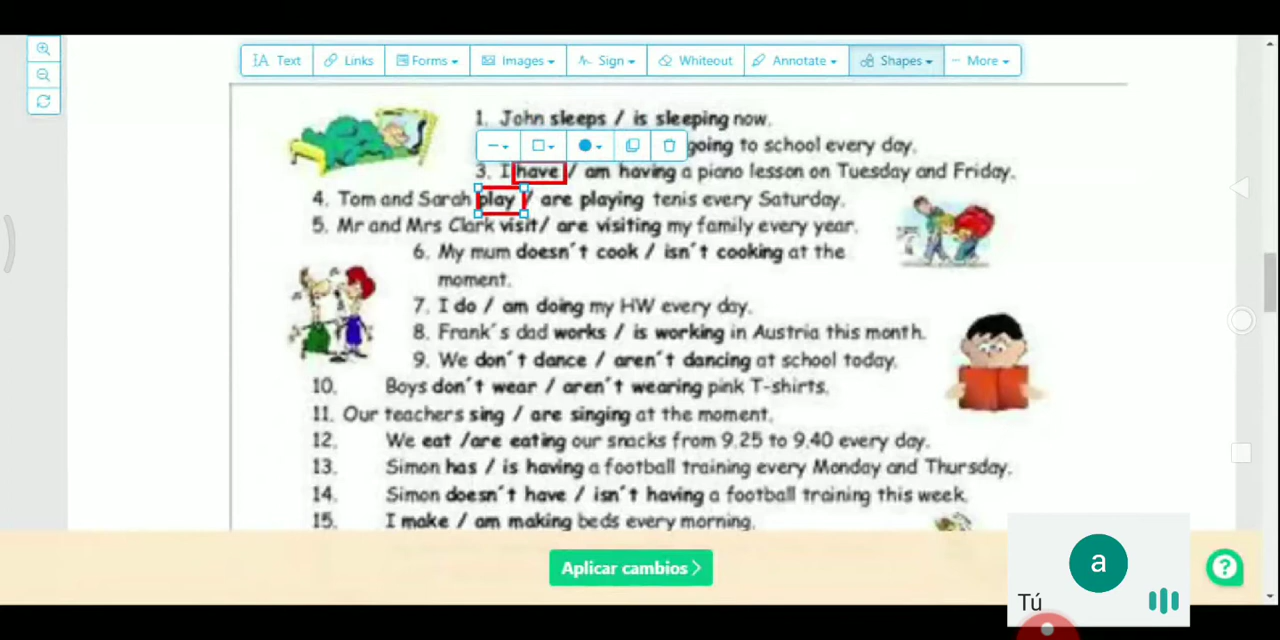 Text Links Forms Images Sign Whiteout Annotate Shapes More
1. John sleeps / is sleeping now.
going to school every day.
3. I have / am having a piano lesson on Tuesday and Friday.
4. Tom and Sarah play / are playing tenis every Saturday.
5. Mr and Mrs Clark visit/ are visiting my family every year.
6. My mum doesn´t cook / isn´t cooking at the
moment.
7. I do / am doing my HW every day.
8. Frank´s dad works / is working in Austria this month.
9. We don´t dance / aren´t dancing at school today.
10. Boys don´t wear / aren´t wearing pink T-shirts.
11. Our teachers sing / are singing at the moment.
12. We eat /are eating our snacks from 9.25 to 9.40 every day.
13. Simon has / is having a football training every Monday and Thursday.
14. Simon doesn´t have / isn´t having a football training this week.
15. I make / am making beds every morning.
Aplicar cambios
a
Tú